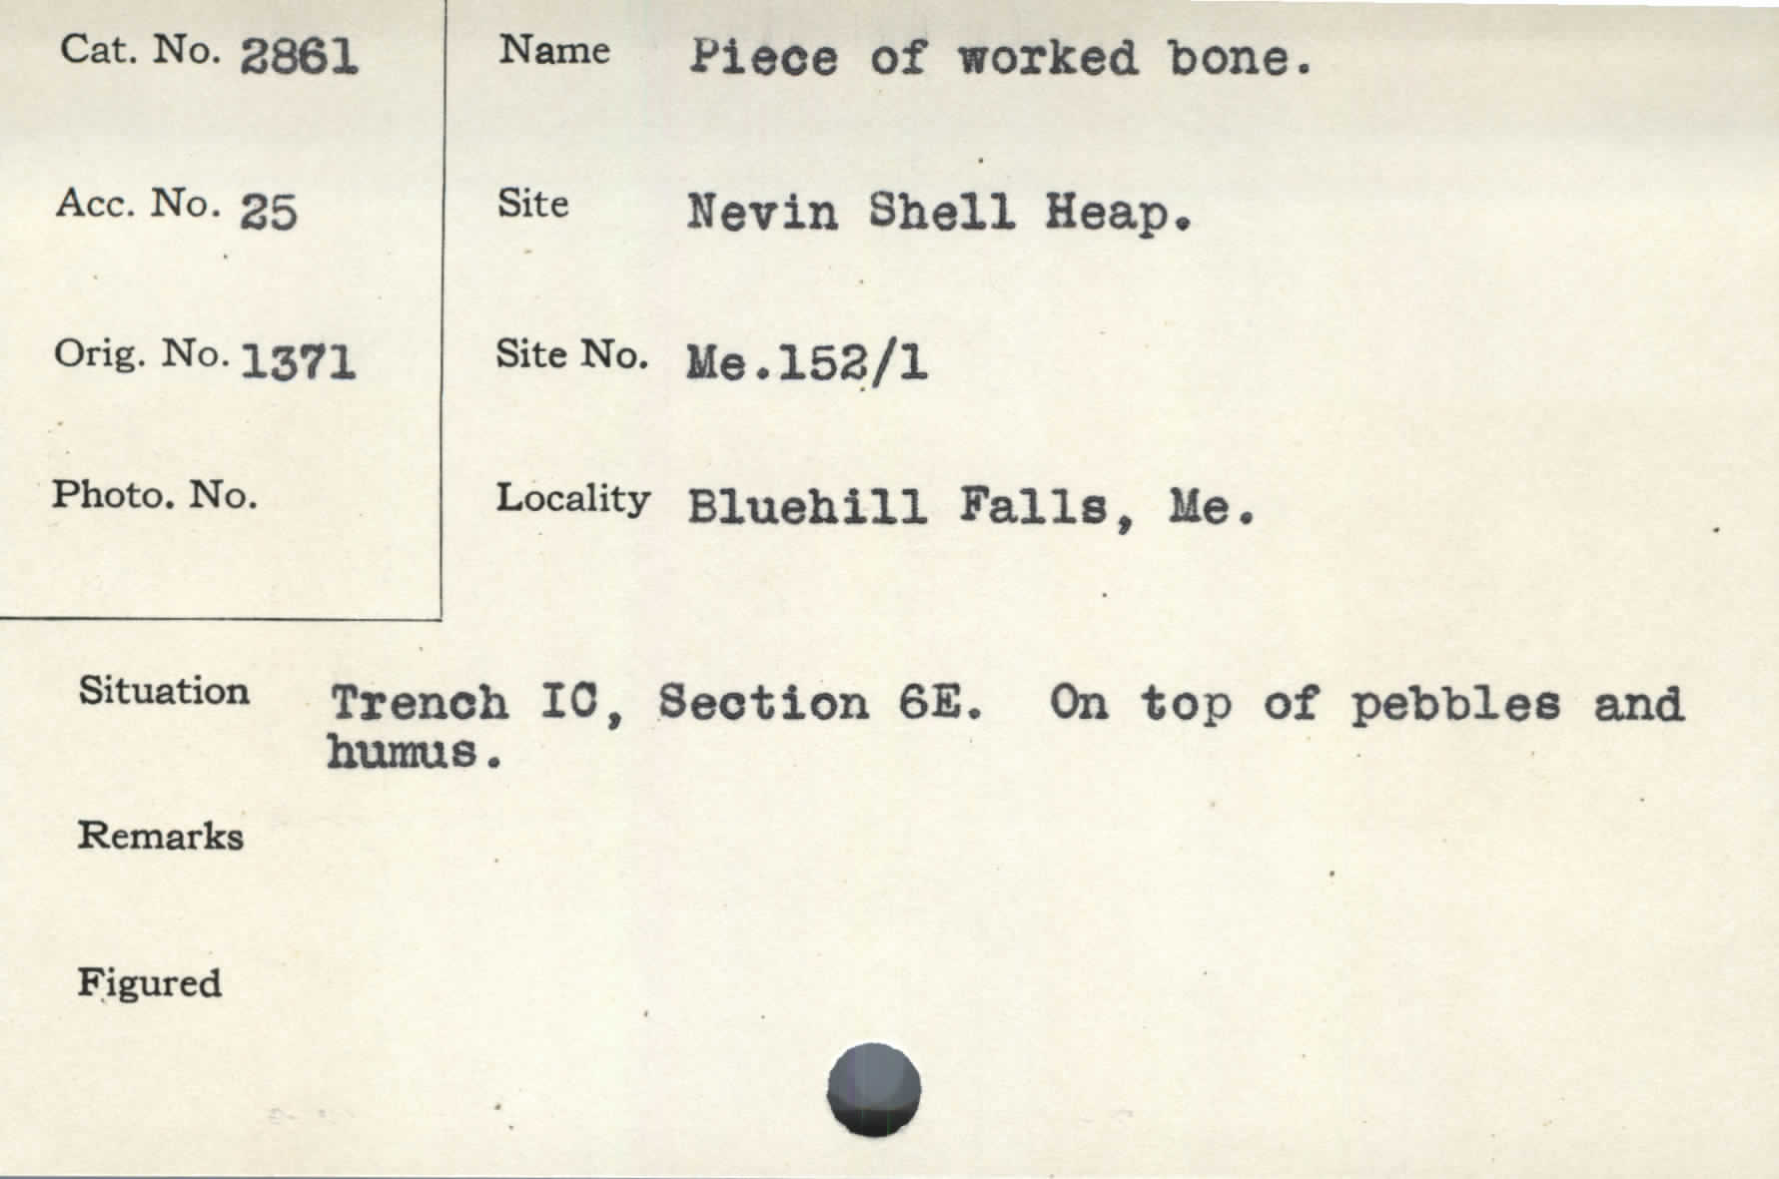 Cat. No. 2861
Name Piece of worked bone.
Acc. No. 25
Site Nevin Shell Heap.
Orig. No. 1371
Site No. Me.152/1
Photo. No.
Locality Bluehill Falls, Me.
Situation Trench IC, Section 6E. On top of pebbles and
humus.
Remarks
Figured